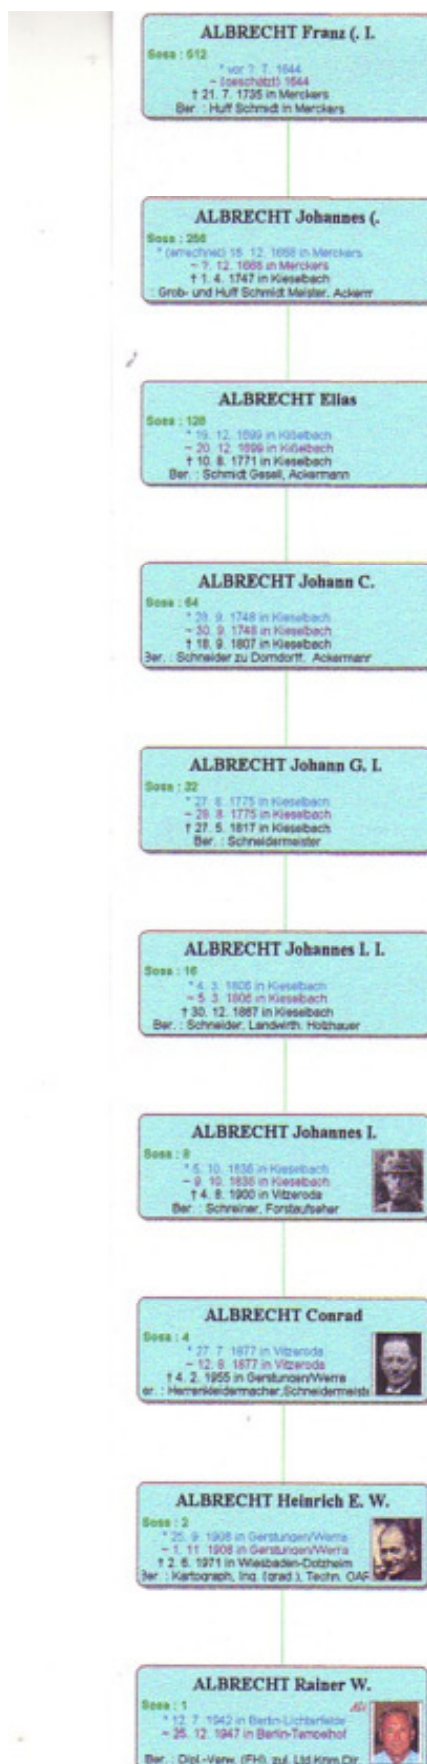 ALBRECHT Franz (. I.
Sosa : 512
* vor ?. 7. 1644
~ (geschätzt) 1644
† 21. 7. 1735 in Merckers
Ber. : Huff Schmidt in Merckers
ALBRECHT Johannes (.
Sosa : 256
* (errechnet) 15. 12. 1668 in Merckers
~ ?. 12. 1668 in Merckers
† 1. 4. 1747 in Kieselbach
: Grob- und Huff Schmidt Meister, Ackerm
ALBRECHT Elias
Sosa : 128
* 19. 12. 1699 in Kißelbach
~ 20. 12. 1699 in Kißelbach
† 10. 8. 1771 in Kieselbach
Ber. : Schmidt Gesell, Ackermann
ALBRECHT Johann C.
Sosa : 64
* 28. 9. 1748 in Kieselbach
~ 30. 9. 1748 in Kieselbach
† 18. 9. 1807 in Kieselbach
Ber. : Schneider zu Dorndorff, Ackermann
ALBRECHT Johann G. I.
Sosa : 32
* 27. 8. 1775 in Kieselbach
~ 29. 8. 1775 in Kieselbach
† 27. 5. 1817 in Kieselbach
Ber. : Schneidermeister
ALBRECHT Johannes I. I.
Sosa : 16
* 4. 3. 1806 in Kieselbach
~ 5. 3. 1806 in Kieselbach
† 30. 12. 1867 in Kieselbach
Ber. : Schneider, Landwirth, Holzhauer
ALBRECHT Johannes I.
Sosa : 8
* 5. 10. 1836 in Kieselbach
~ 9. 10. 1836 in Kieselbach
† 4. 8. 1900 in Vitzeroda
Ber. : Schreiner, Forstaufseher
ALBRECHT Conrad
Sosa : 4
* 27. 7. 1877 in Vitzeroda
~ 12. 8. 1877 in Vitzeroda
† 4. 2. 1955 in Gerstungen/Werra
er. : Herrenkleidermacher,Schneidermeiste
ALBRECHT Heinrich E. W.
Sosa : 2
* 25. 9. 1908 in Gerstungen/Werra
~ 1. 11. 1908 in Gerstungen/Werra
† 2. 6. 1971 in Wiesbaden-Dotzheim
Ber. : Kartograph, Ing. (grad.), Techn. OAR
ALBRECHT Rainer W.
Sosa : 1
* 12. 7. 1942 in Berlin-Lichterfelde
~ 26. 12. 1947 in Berlin-Tempelhof
Ber. : Dipl.-Verw. (FH), zul. Ltd.Krim.Dir.